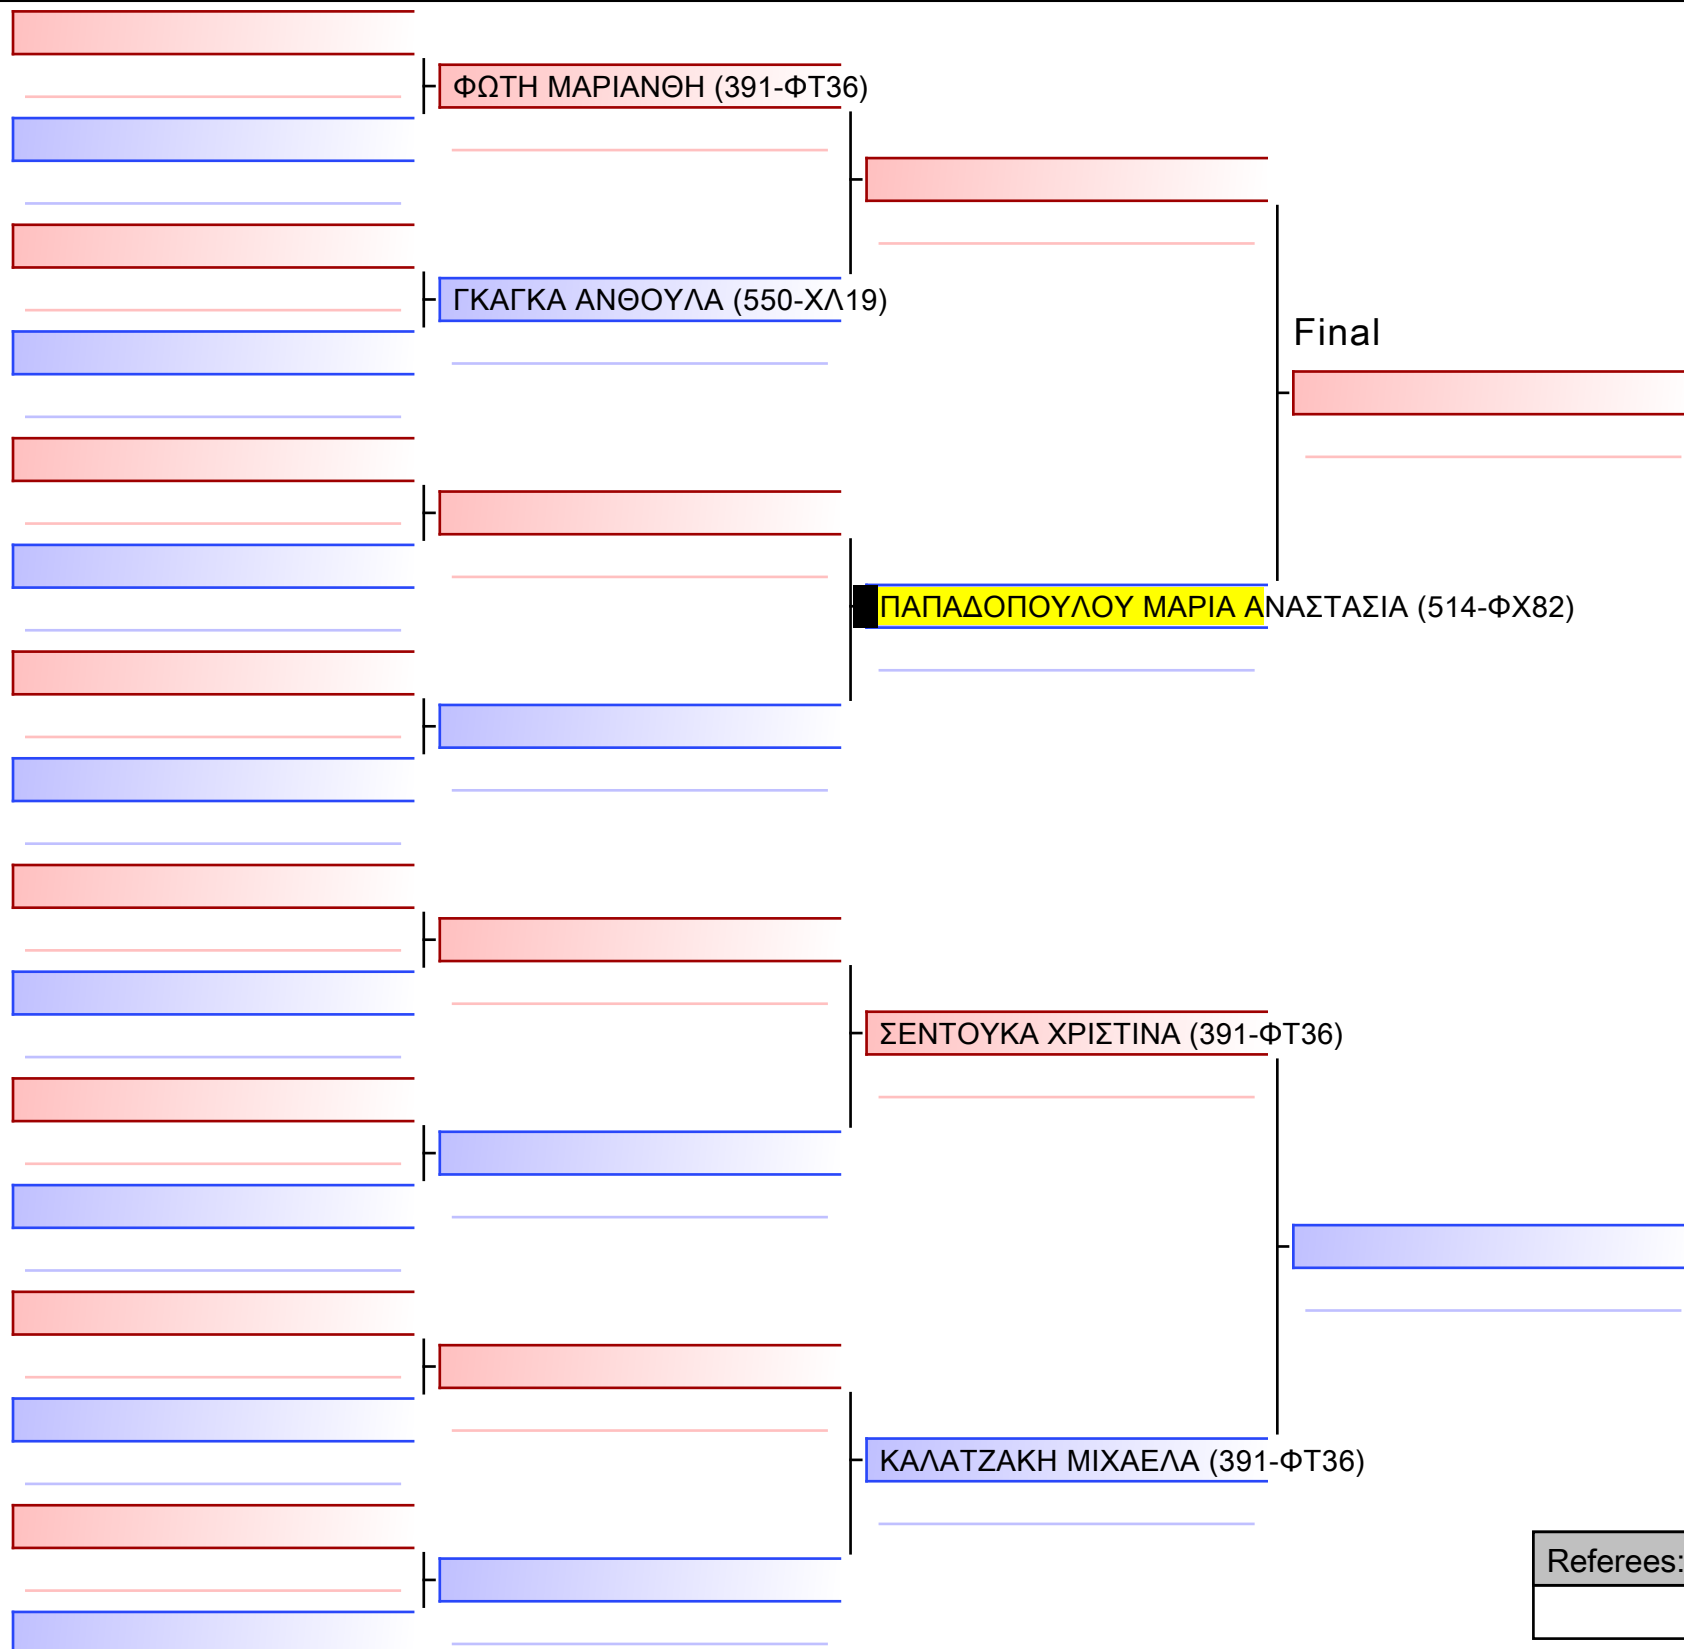 ΦΩΤΗ ΜΑΡΙΑΝΘΗ (391-ΦΤ36)
ΓΚΑΓΚΑ ΑΝΘΟΥΛΑ (550-ΧΛ19)
Final
ΠΑΠΑΔΟΠΟΥΛΟΥ ΜΑΡΙΑ ΑΝΑΣΤΑΣΙΑ (514-ΦΧ82)
ΣΕΝΤΟΥΚΑ ΧΡΙΣΤΙΝΑ (391-ΦΤ36)
ΚΑΛΑΤΖΑΚΗ ΜΙΧΑΕΛΑ (391-ΦΤ36)
Referees: